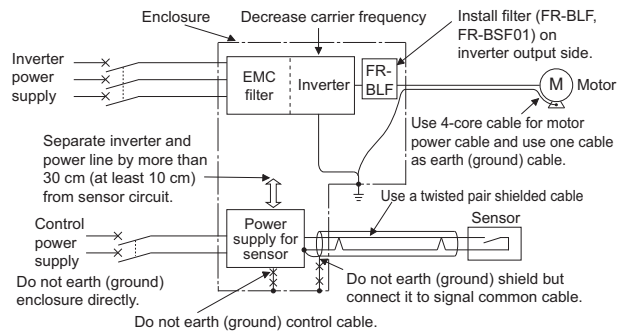 Enclosure
Decrease carrier frequency
Install filter (FR-BLF,
FR-BSF01) on
inverter output side.
Inverter
power
supply
EMC
filter
Inverter
FR-
BLF
M
Motor
Use 4-core cable for motor
power cable and use one cable
as earth (ground) cable.
Separate inverter and
power line by more than
30 cm (at least 10 cm)
from sensor circuit.
Use a twisted pair shielded cable
Control
power
supply
Power
supply for
sensor
Sensor
Do not earth (ground)
enclosure directly.
Do not earth (ground) shield but
connect it to signal common cable.
Do not earth (ground) control cable.